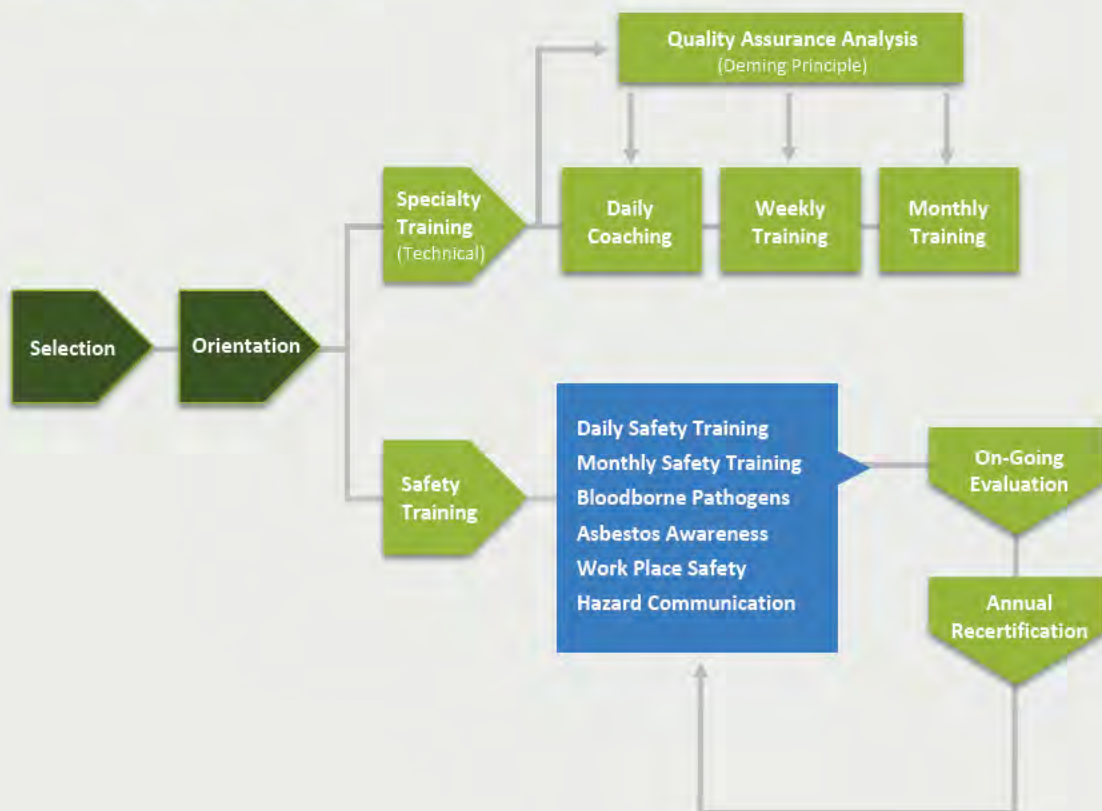 Quality Assurance Analysis
(Deming Principle)
Specialty
Training
(Technical)
Daily
Coaching
Weekly
Training
Monthly
Training
Selection
Orientation
Safety
Training
Daily Safety Training
Monthly Safety Training
Bloodborne Pathogens
Asbestos Awareness
Work Place Safety
Hazard Communication
On-Going
Evaluation
Annual
Recertification